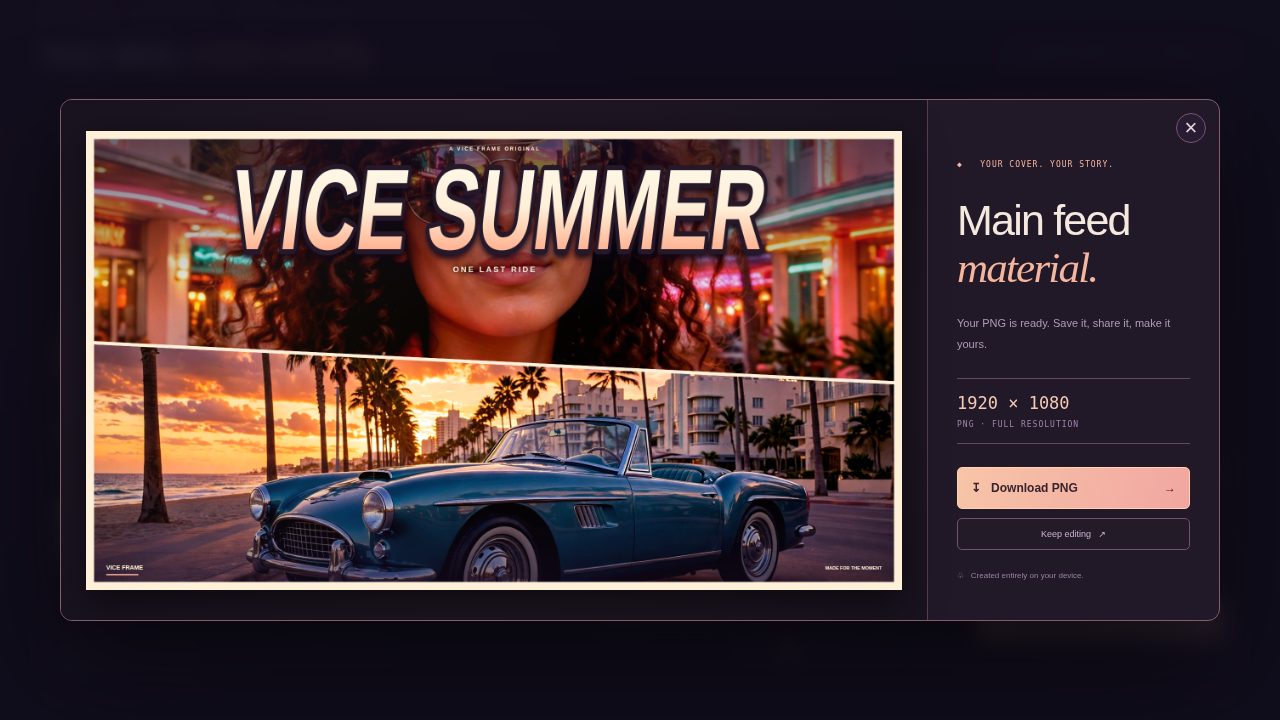 A VICE FRAME ORIGINAL
VICE SUMMER
ONE LAST RIDE
VICE FRAME
MADE FOR THE MOMENT
YOUR COVER. YOUR STORY.
Main feed
material.
Your PNG is ready. Save it, share it, make it
yours.
1920 × 1080
PNG · FULL RESOLUTION
Download PNG →
Keep editing ↗
Created entirely on your device.